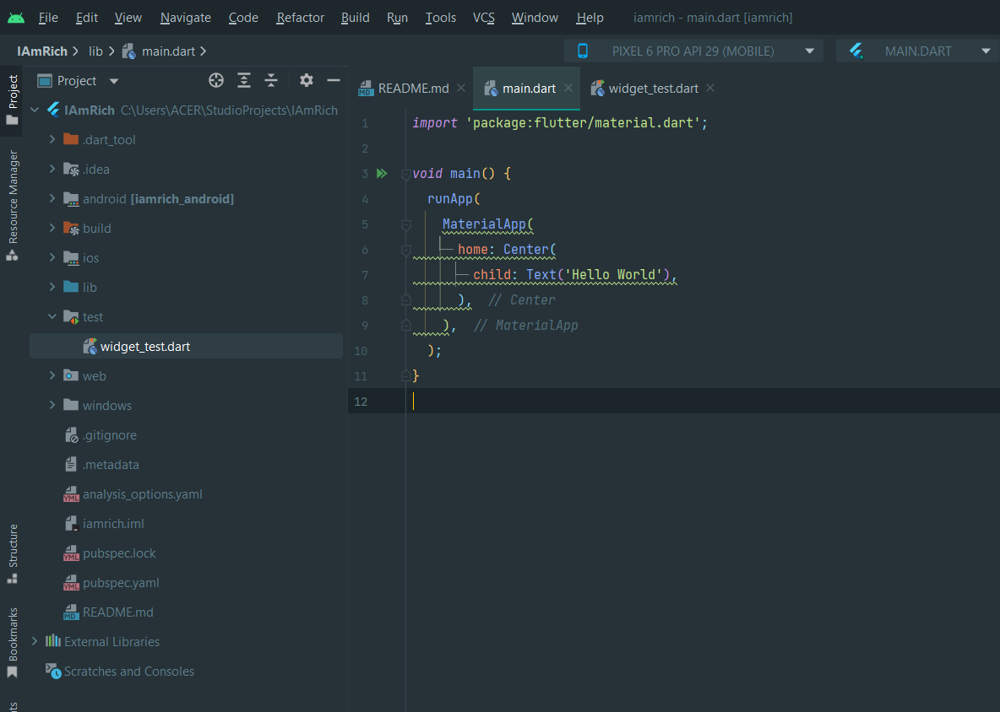 File Edit View Navigate Code Refactor Build Run Tools VCS Window Help iamrich - main.dart [iamrich]
IAmRich lib main.dart PIXEL 6 PRO API 29 (MOBILE) MAIN.DART
Project
Resource Manager
Structure
Bookmarks
Project
IAmRich C:\Users\ACER\StudioProjects\IAmRich
.dart_tool
.idea
android [iamrich_android]
build
ios
lib
test
widget_test.dart
web
windows
.gitignore
.metadata
analysis_options.yaml
iamrich.iml
pubspec.lock
pubspec.yaml
README.md
External Libraries
Scratches and Consoles
README.md main.dart widget_test.dart
1 import 'package:flutter/material.dart';
2
3 void main() {
4 runApp(
5 MaterialApp(
6 home: Center(
7 child: Text('Hello World'),
8 ), // Center
9 ), // MaterialApp
10 );
11 }
12